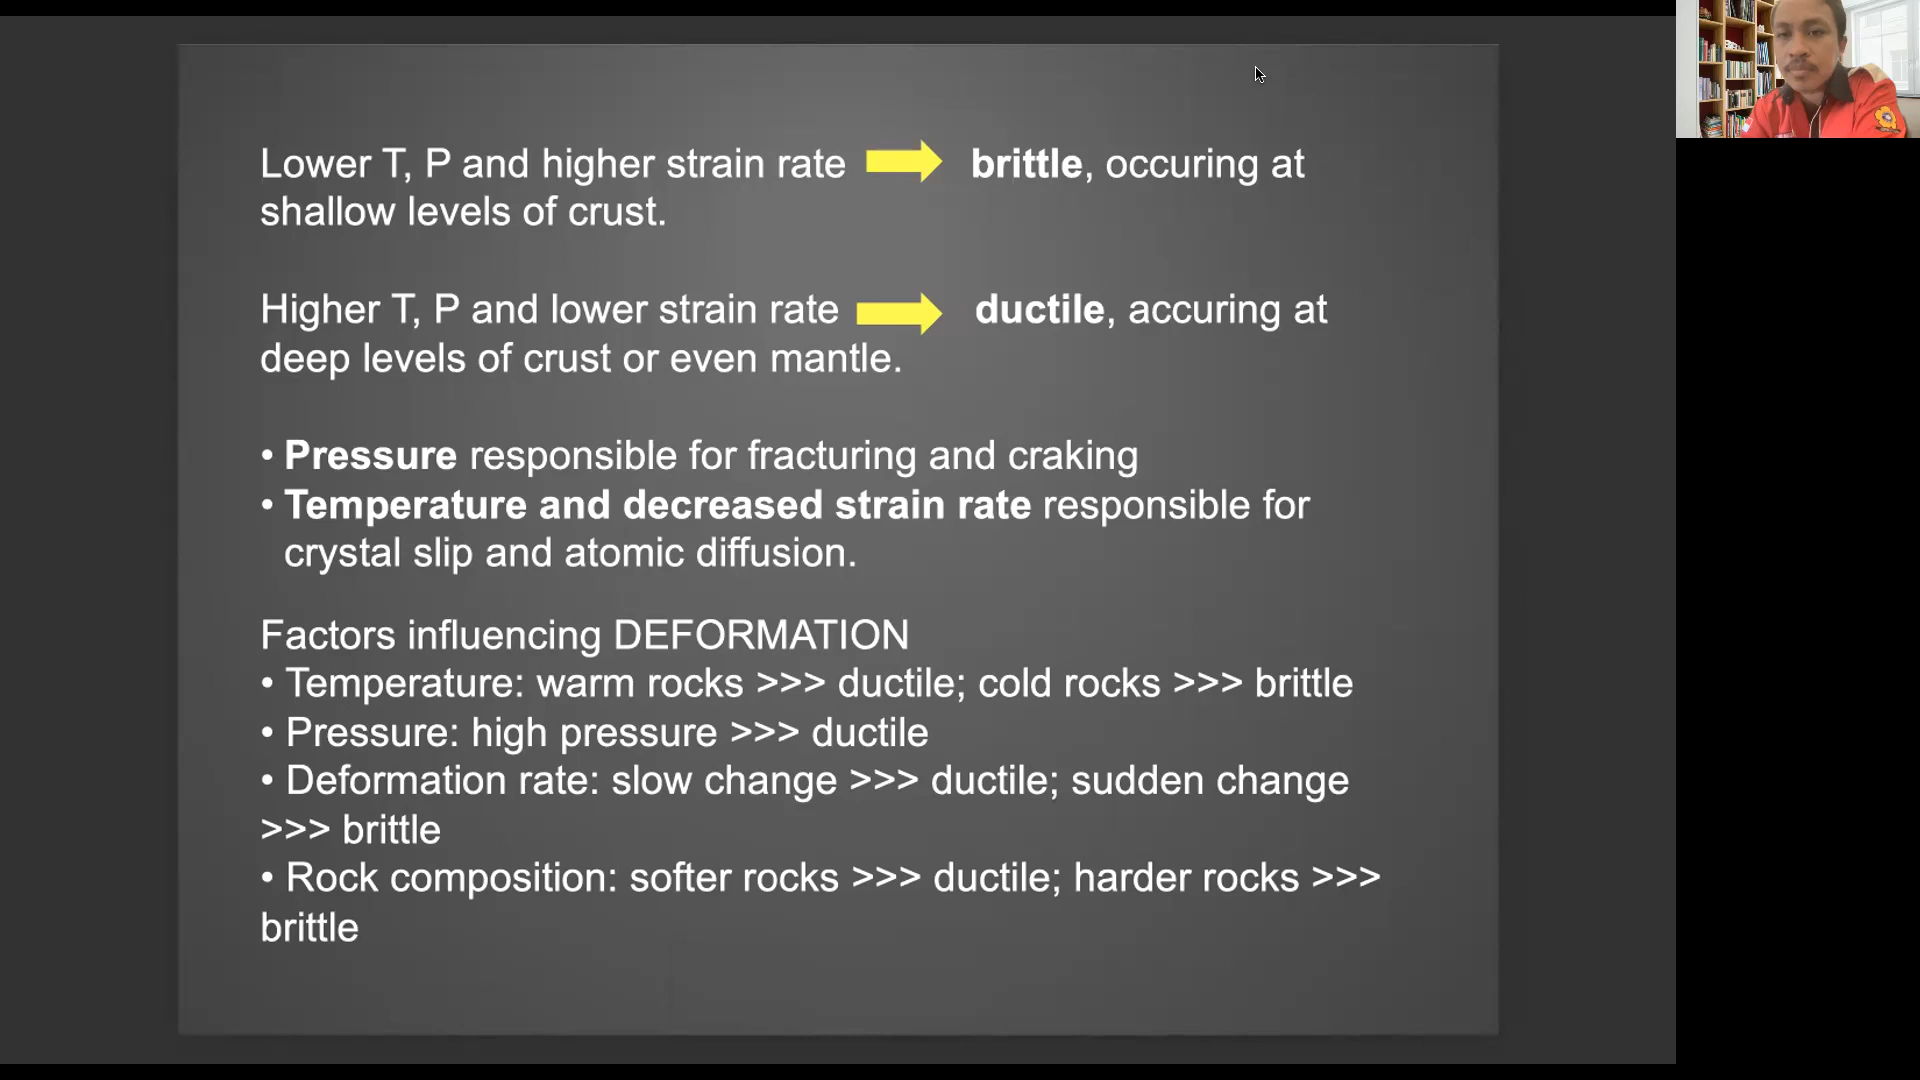 Lower T, P and higher strain rate brittle, occuring at
shallow levels of crust.
Higher T, P and lower strain rate ductile, accuring at
deep levels of crust or even mantle.
• Pressure responsible for fracturing and craking
• Temperature and decreased strain rate responsible for
crystal slip and atomic diffusion.
Factors influencing DEFORMATION
• Temperature: warm rocks >>> ductile; cold rocks >>> brittle
• Pressure: high pressure >>> ductile
• Deformation rate: slow change >>> ductile; sudden change
>>> brittle
• Rock composition: softer rocks >>> ductile; harder rocks >>>
brittle